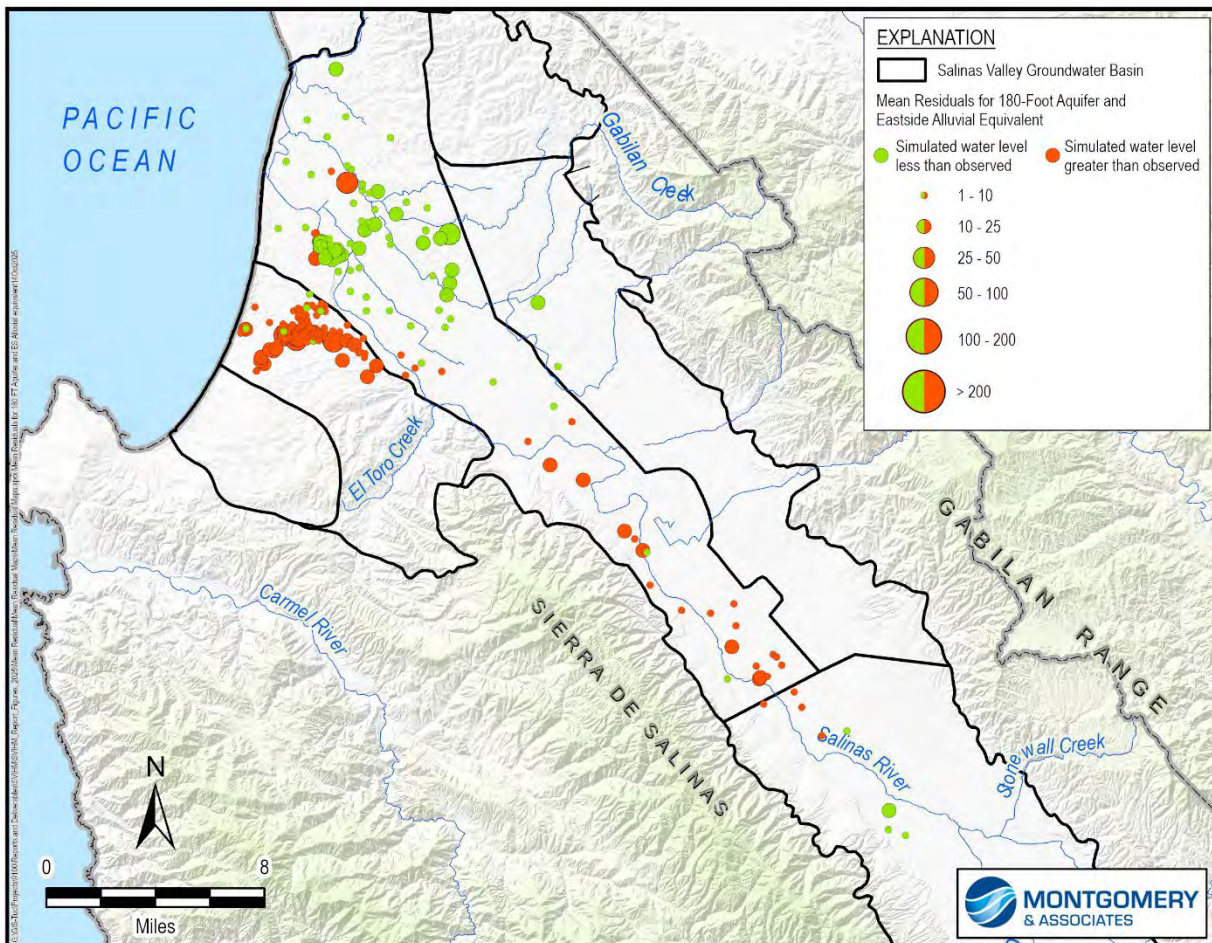 EXPLANATION
Salinas Valley Groundwater Basin
Mean Residuals for 180-Foot Aquifer and
Eastside Alluvial Equivalent
Simulated water level
less than observed
Simulated water level
greater than observed
1 - 10
10 - 25
25 - 50
50 - 100
100 - 200
> 200
PACIFIC
OCEAN
Gabilan Creek
El Toro Creek
Carmel River
SIERRA DE SALINAS
GABILAN RANGE
Salinas River
Stonewall Creek
N
0 8
Miles
MONTGOMERY
& ASSOCIATES